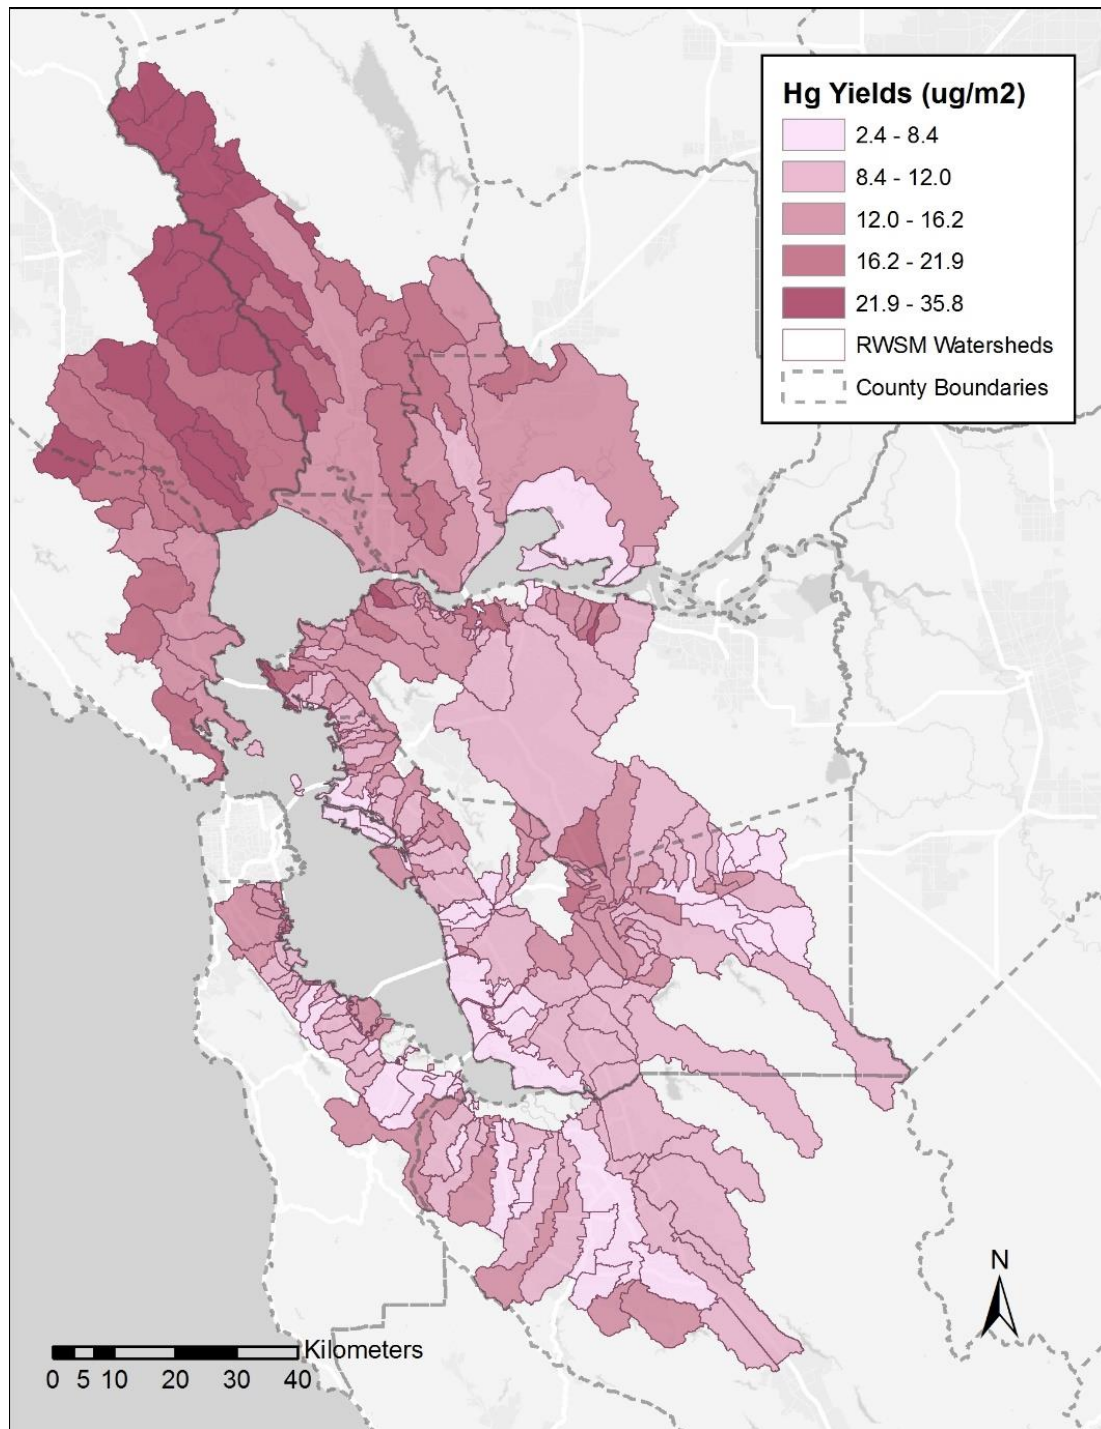 Hg Yields (ug/m2)
2.4 - 8.4
8.4 - 12.0
12.0 - 16.2
16.2 - 21.9
21.9 - 35.8
RWSM Watersheds
County Boundaries
N
Kilometers
0 5 10 20 30 40